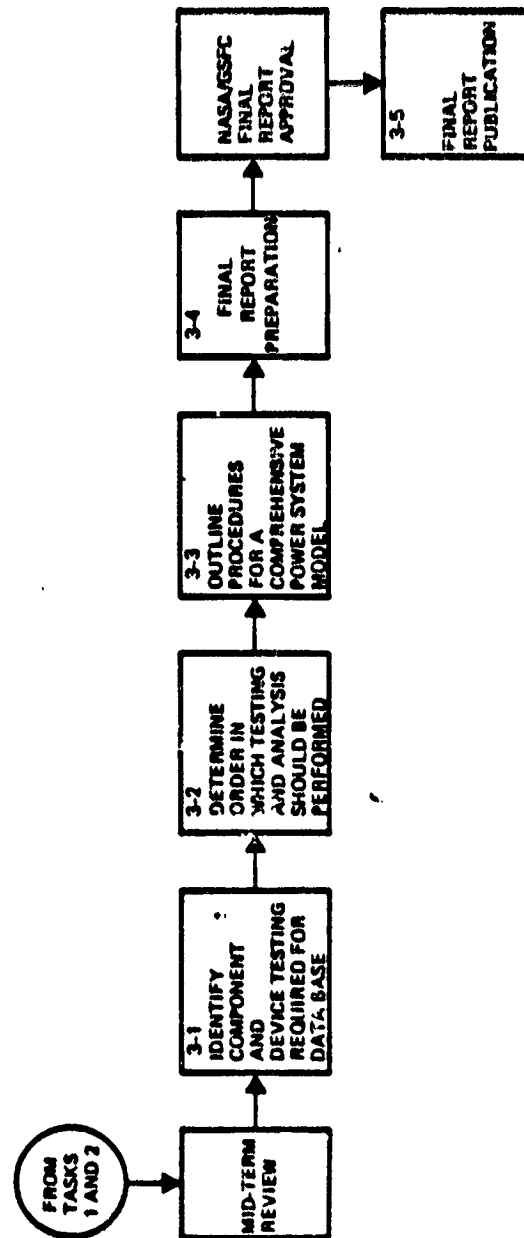 FROM
TASKS
1 AND 2
MID-TERM
REVIEW
3-1
IDENTIFY
COMPONENT
AND
DEVICE TESTING
REQUIRED FOR
DATA BASE
3-2
DETERMINE
ORDER IN
WHICH TESTING
AND ANALYSIS
SHOULD BE
PERFORMED
3-3
OUTLINE
PROCEDURES
FOR A
COMPREHENSIVE
POWER SYSTEM
MODEL
3-4
FINAL
REPORT
PREPARATION
NASA/GSFC
FINAL
REPORT
APPROVAL
3-5
FINAL
REPORT
PUBLICATION